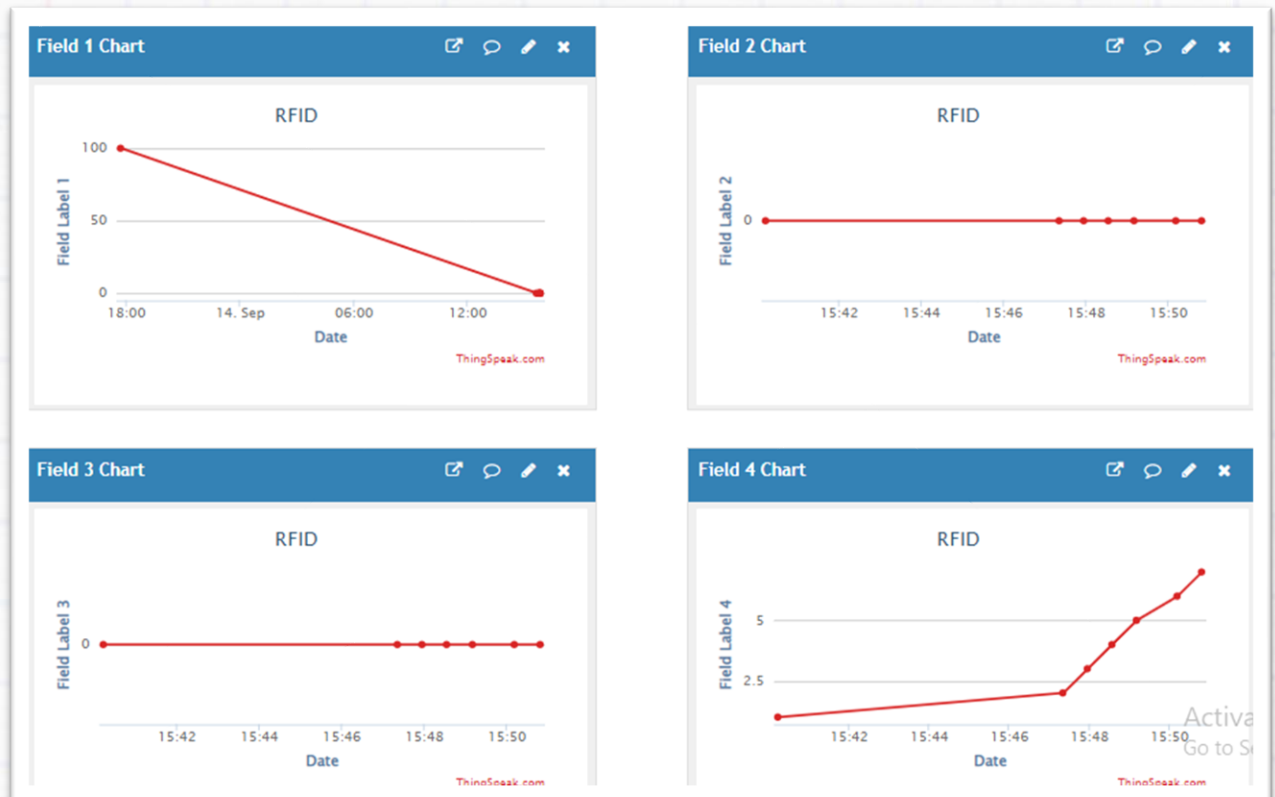 Field 1 Chart
RFID
Field Label 1
100
50
0
18:00 14. Sep 06:00 12:00
Date
ThingSpeak.com
Field 2 Chart
RFID
Field Label 2
0
15:42 15:44 15:46 15:48 15:50
Date
ThingSpeak.com
Field 3 Chart
RFID
Field Label 3
0
15:42 15:44 15:46 15:48 15:50
Date
ThingSpeak.com
Field 4 Chart
RFID
Field Label 4
5
2.5
15:42 15:44 15:46 15:48 15:50
Date
ThingSpeak.com
Activa
Go to S